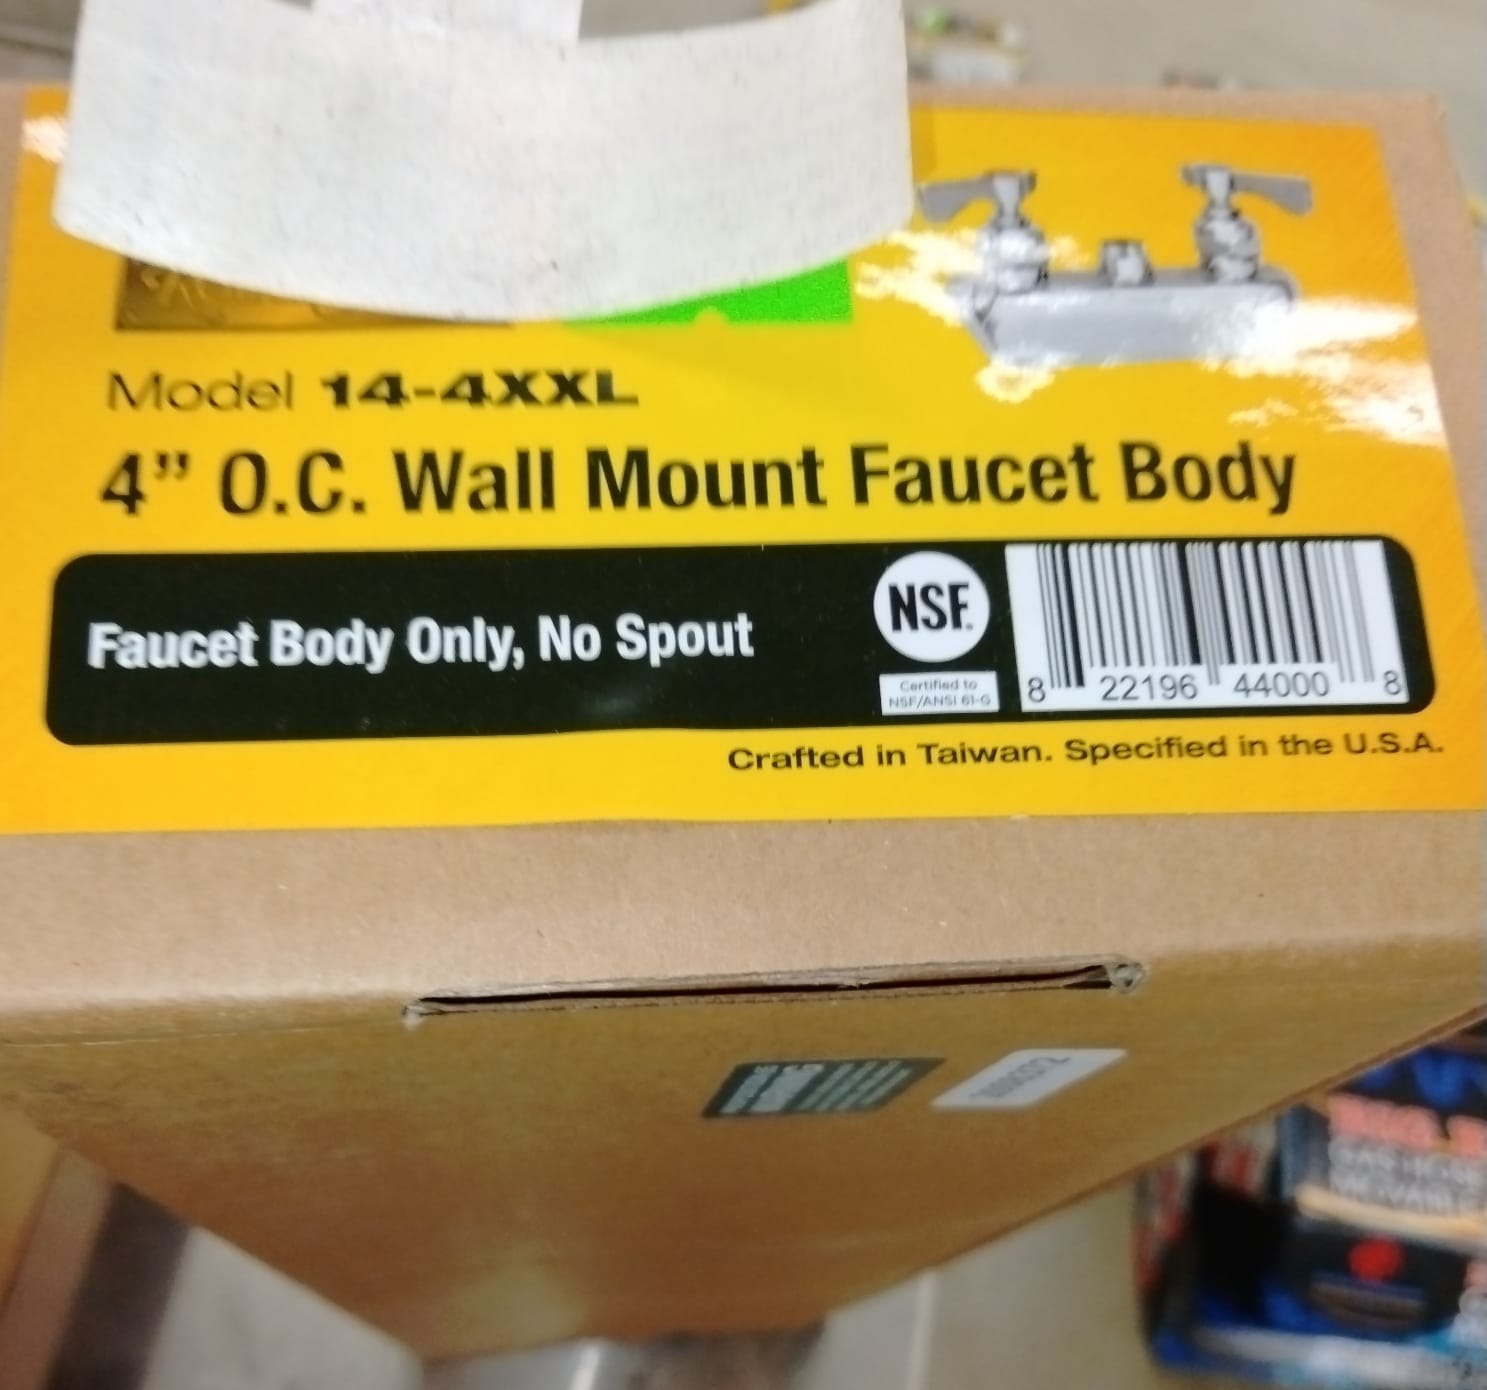 Model 14-4XXL
4” O.C. Wall Mount Faucet Body
Faucet Body Only, No Spout
NSF.
Certified to
NSF/ANSI 61-G
8 22196 44000 8
Crafted in Taiwan. Specified in the U.S.A.